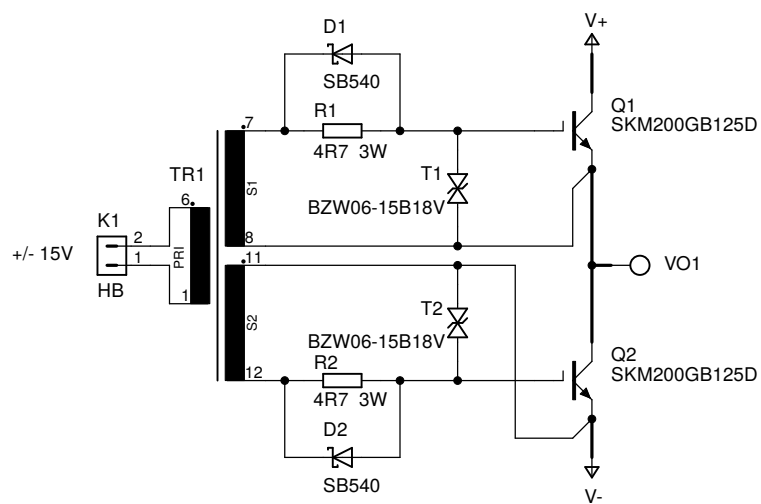 D1
V+
SB540
Q1
SKM200GB125D
R1
7
4R7 3W
TR1
T1
S1
BZW06-15B18V
6
K1
2
8
+/- 15V
PRI
1
11
VO1
HB
1
T2
S2
BZW06-15B18V
R2
Q2
SKM200GB125D
12
4R7 3W
D2
SB540
V-